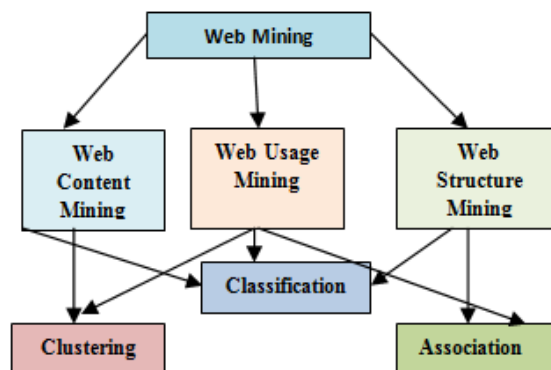 Web Mining
Web
Content
Mining
Web Usage
Mining
Web
Structure
Mining
Classification
Clustering
Association